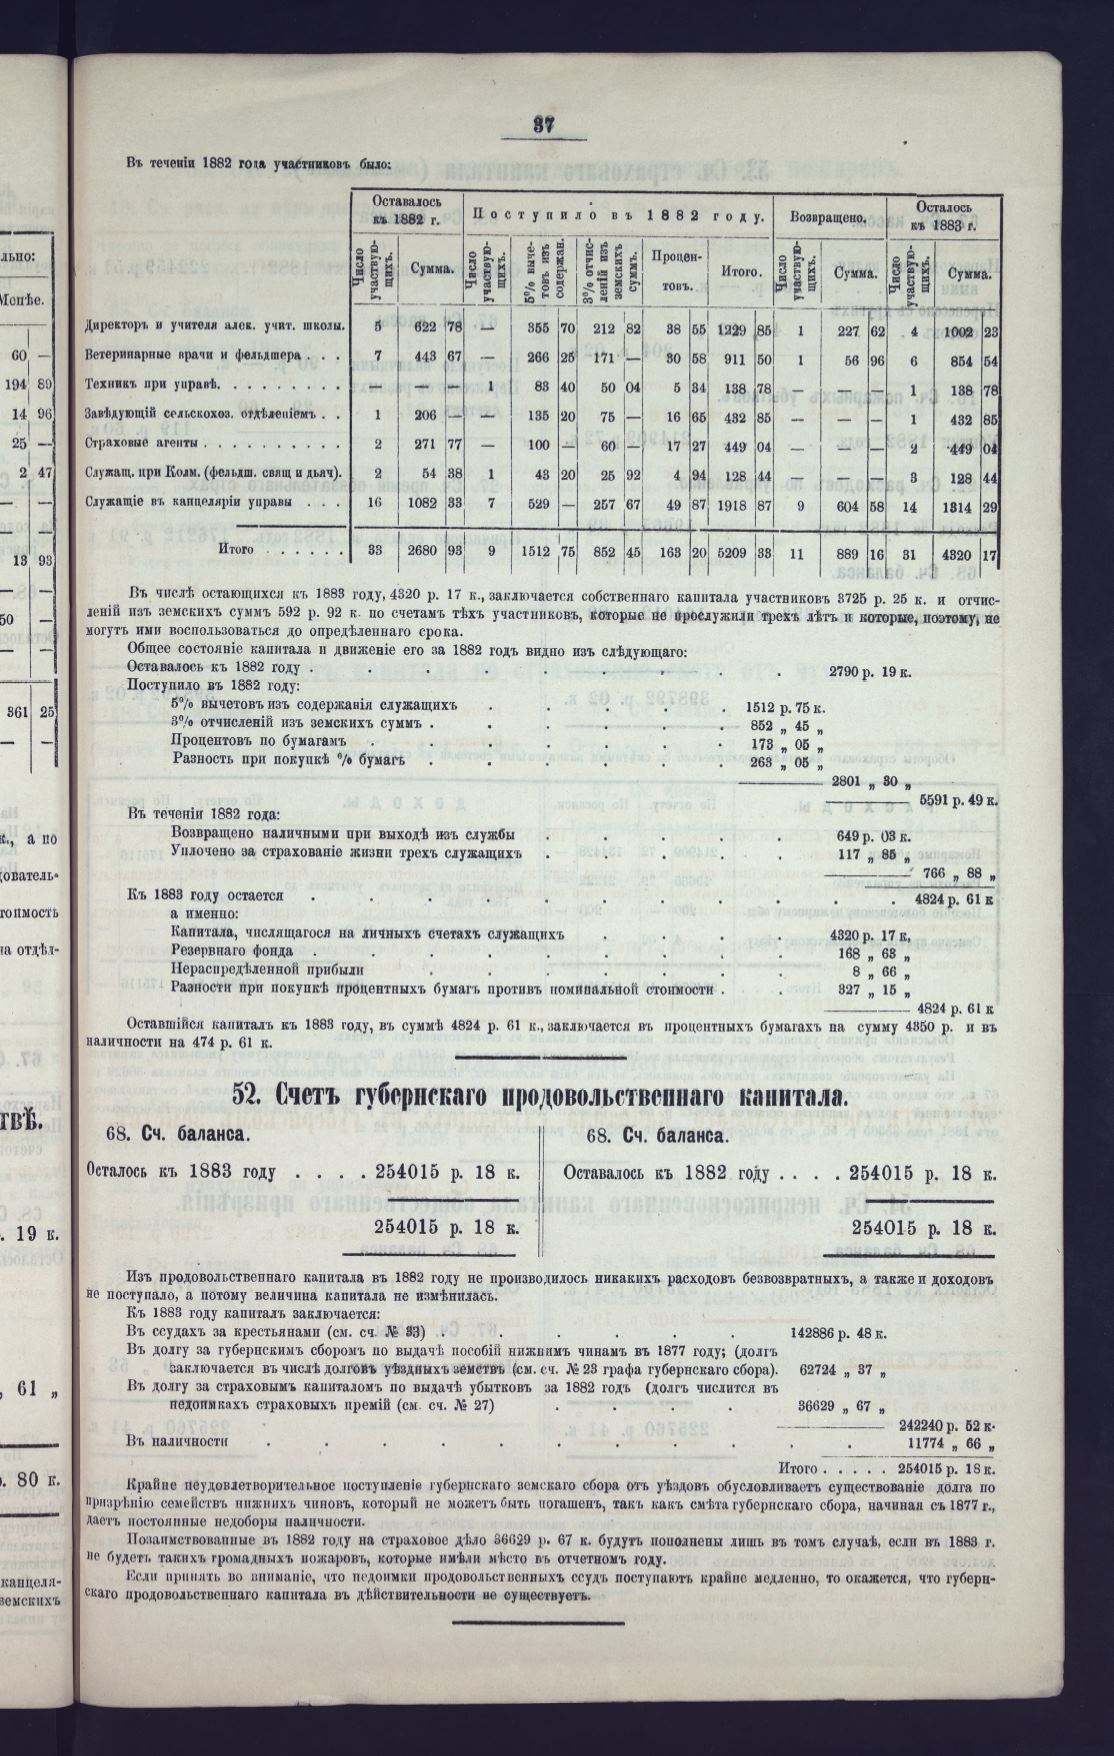 37
Въ теченіи 1882 года участниковъ было:
Оставалось къ 1882 г. | Поступило въ 1882 году. | Возвращено. | Осталось къ 1883 г.
Число участвующихъ. | Сумма. | Число участвующихъ. | 5% вычетовъ изъ содержан. | 3% отчисленій изъ земскихъ суммъ. | Процентовъ. | Итого. | Число участвующихъ. | Сумма. | Число участвующихъ. | Сумма.
Директоръ и учителя алек. учит. школы. 5 622 78 — 355 70 212 82 38 55 1229 85 1 227 62 4 1002 23
Ветеринарные врачи и фельдшера . . . 7 443 67 — 266 25 171 — 30 58 911 50 1 56 96 6 854 54
Техникъ при управѣ. . . . . . . . . — — — 1 83 40 50 04 5 34 138 78 — — — 1 138 78
Завѣдующій сельскохоз. отдѣленіемъ . . 1 206 — — 135 20 75 — 16 65 432 85 — — — 1 432 85
Страховые агенты . . . . . . . . . . 2 271 77 — 100 — 60 — 17 27 449 04 — — — 2 449 04
Служащ. при Колм. (фельдш. свящ и дьяч). 2 54 38 1 43 20 25 92 4 94 128 44 — — — 3 128 44
Служащіе въ канцеляріи управы . . . 16 1082 33 7 529 — 257 67 49 87 1918 87 9 604 58 14 1314 29
Итого . . . . . . 33 2680 93 9 1512 75 852 45 163 20 5209 33 11 889 16 31 4320 17
Въ числѣ остающихся къ 1883 году, 4320 р. 17 к., заключается собственнаго капитала участниковъ 3725 р. 25 к. и отчис-
леній изъ земскихъ суммъ 592 р. 92 к. по счетамъ тѣхъ участниковъ, которые не прослужили трехъ лѣтъ и которые, поэтому, не
могутъ ими воспользоваться до опредѣленнаго срока.
Общее состояніе капитала и движеніе его за 1882 годъ видно изъ слѣдующаго:
Оставалось къ 1882 году . . . . . . . . . 2790 р. 19 к.
Поступило въ 1882 году:
5% вычетовъ изъ содержанія служащихъ . . . . . 1512 р. 75 к.
3% отчисленій изъ земскихъ суммъ . . . . . . 852 „ 45 „
Процентовъ по бумагамъ . . . . . . . 173 „ 05 „
Разность при покупкѣ % бумагъ . . . . . . 263 „ 05 „
2801 „ 30 „
5591 р. 49 к.
Въ теченіи 1882 года:
Возвращено наличными при выходѣ изъ службы . . . . . 649 р. 03 к.
Уплочено за страхованіе жизни трехъ служащихъ . . . . . 117 „ 85 „
766 „ 88 „
Къ 1883 году остается . . . . . . . . . . . 4824 р. 61 к
а именно:
Капитала, числящагося на личныхъ счетахъ служащихъ . . . . 4320 р. 17 к,
Резервнаго фонда . . . . . . . . . 168 „ 63 „
Нераспредѣленной прибыли . . . . . . . . 8 „ 66 „
Разности при покупкѣ процентныхъ бумагъ противъ номинальной стоимости . . 327 „ 15 „
4824 р. 61 к
Оставшійся капиталъ къ 1883 году, въ суммѣ 4824 р. 61 к., заключается въ процентныхъ бумагахъ на сумму 4350 р. и въ
наличности на 474 р. 61 к.
52. Счетъ губернскаго продовольственнаго капитала.
68. Сч. баланса.
Осталось къ 1883 году . . . . 254015 р. 18 к.
254015 р. 18 к.
68. Сч. баланса.
Оставалось къ 1882 году . . . . 254015 р. 18 к.
254015 р. 18 к.
Изъ продовольственнаго капитала въ 1882 году не производилось никакихъ расходовъ безвозвратныхъ, а также и доходовъ
не поступало, а потому величина капитала не измѣнилась.
Къ 1883 году капиталъ заключается:
Въ ссудахъ за крестьянами (см. сч. № 33) . . . . . . 142886 р. 48 к.
Въ долгу за губернскимъ сборомъ по выдачѣ пособій нижнимъ чинамъ въ 1877 году; (долгъ
заключается въ числѣ долговъ уѣздныхъ земствъ (см. сч. № 23 графа губернскаго сбора). 62724 „ 37 „
Въ долгу за страховымъ капиталомъ по выдачѣ убытковъ за 1882 годъ (долгъ числится въ
недоимкахъ страховыхъ премій (см. сч. № 27) . . . . 36629 „ 67 „
242240 р. 52 к.
Въ наличности . . . . . . . . . . . 11774 „ 66 „
Итого . . . . . 254015 р. 18 к.
Крайне неудовлетворительное поступленіе губернскаго земскаго сбора отъ уѣздовъ обусловливаетъ существованіе долга по
призрѣнію семействъ нижнихъ чиновъ, который не можетъ быть погашенъ, такъ какъ смѣта губернскаго сбора, начиная съ 1877 г.,
даетъ постоянные недоборы наличности.
Позаимствованные въ 1882 году на страховое дѣло 36629 р. 67 к. будутъ пополнены лишь въ томъ случаѣ, если въ 1883 г.
не будетъ такихъ громадныхъ пожаровъ, которые имѣли мѣсто въ отчетномъ году.
Если принять во вниманіе, что недоимки продовольственныхъ ссудъ поступаютъ крайне медленно, то окажется, что губерн-
скаго продовольственнаго капитала въ дѣйствительности не существуетъ.